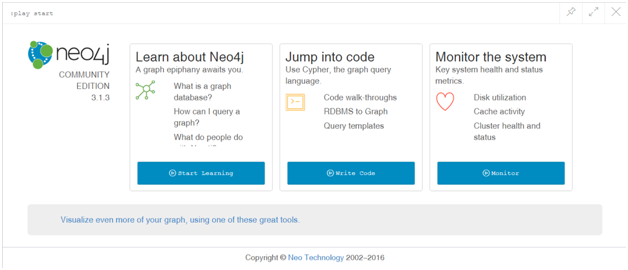 :play start
neo4j
COMMUNITY
EDITION
3.1.3
Learn about Neo4j
A graph epiphany awaits you.
What is a graph
database?
How can I query a
graph?
What do people do
Start Learning
Jump into code
Use Cypher, the graph query
language.
Code walk-throughs
RDBMS to Graph
Query templates
Write Code
Monitor the system
Key system health and status
metrics.
Disk utilization
Cache activity
Cluster health and
status
Monitor
Visualize even more of your graph, using one of these great tools.
Copyright © Neo Technology 2002–2016